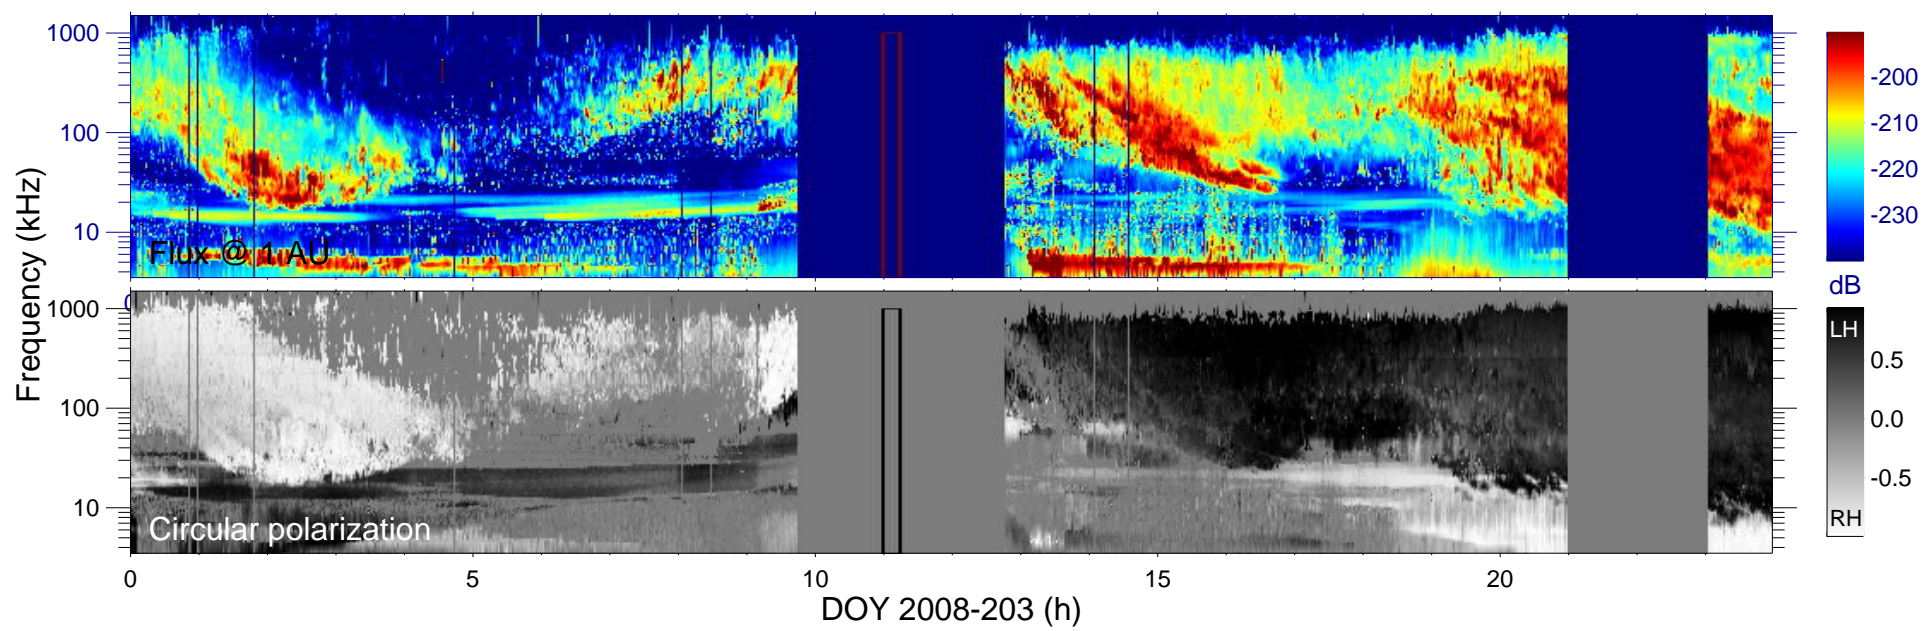 1000
100
10
Flux @ 1 AU
-200
-210
-220
-230
dB
0
Frequency (kHz)
1000
100
10
Circular polarization
LH
0.5
0.0
-0.5
RH
0 5 10 15 20
DOY 2008-203 (h)